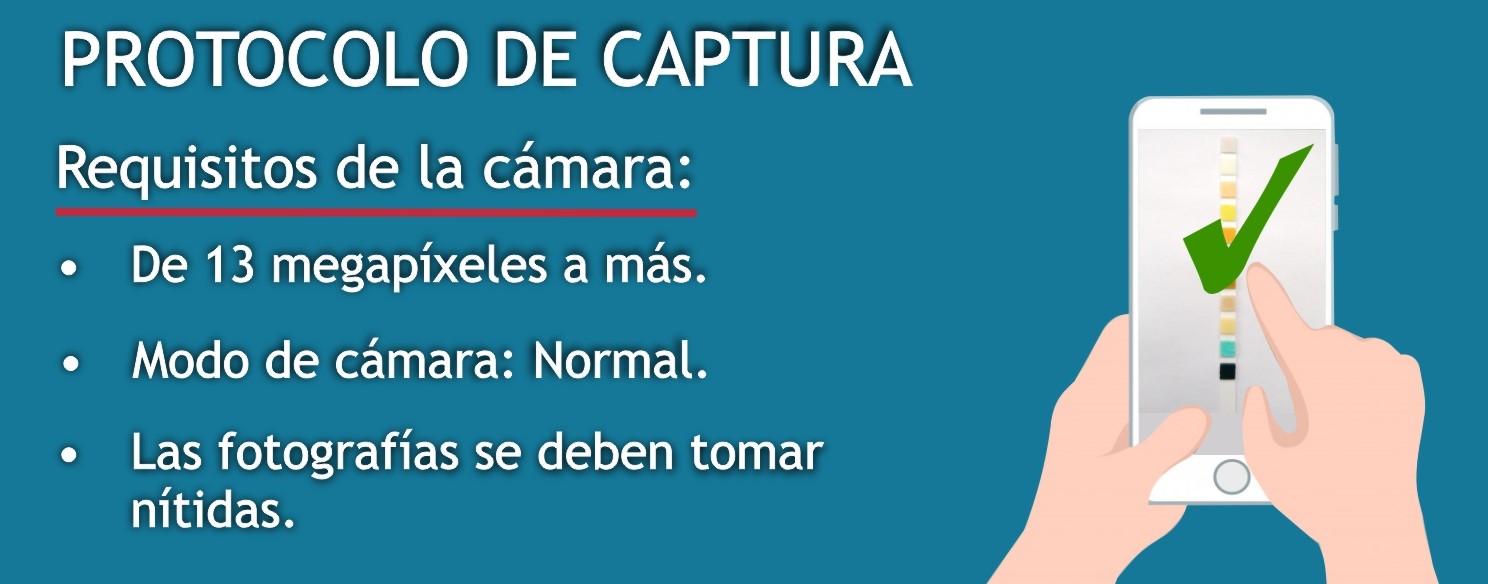 PROTOCOLO DE CAPTURA
Requisitos de la cámara:
• De 13 megapíxeles a más.
• Modo de cámara: Normal.
• Las fotografías se deben tomar
nítidas.